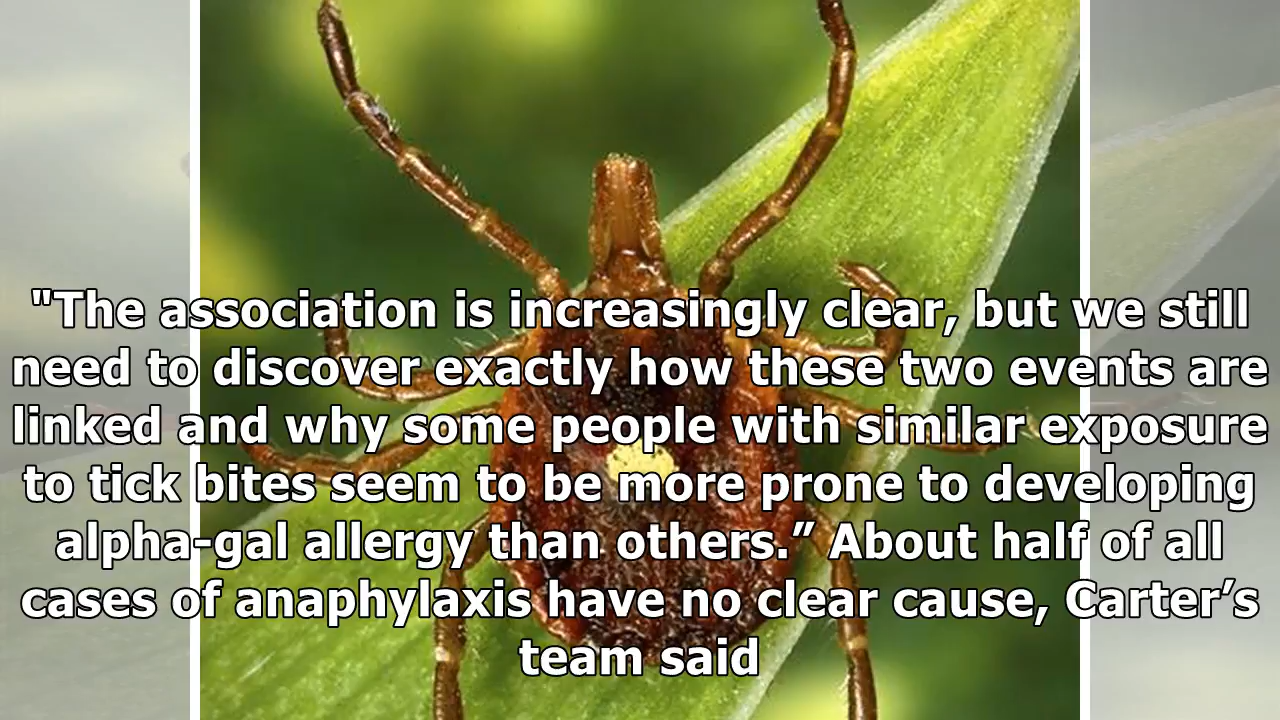 "The association is increasingly clear, but we still
need to discover exactly how these two events are
linked and why some people with similar exposure
to tick bites seem to be more prone to developing
alpha-gal allergy than others.” About half of all
cases of anaphylaxis have no clear cause, Carter’s
team said